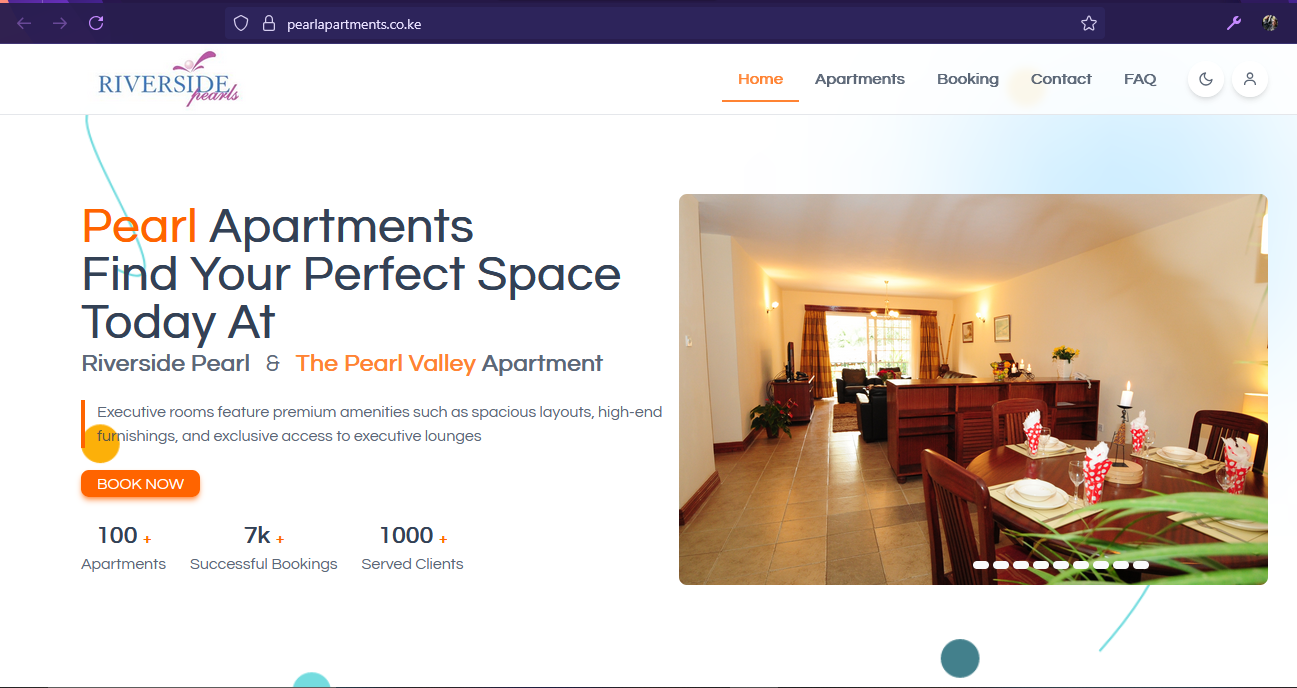 pearlapartments.co.ke
RIVERSIDE
pearls
Home Apartments Booking Contact FAQ
Pearl Apartments
Find Your Perfect Space
Today At
Riverside Pearl & The Pearl Valley Apartment
Executive rooms feature premium amenities such as spacious layouts, high-end
furnishings, and exclusive access to executive lounges
BOOK NOW
100 + 7k + 1000 +
Apartments Successful Bookings Served Clients